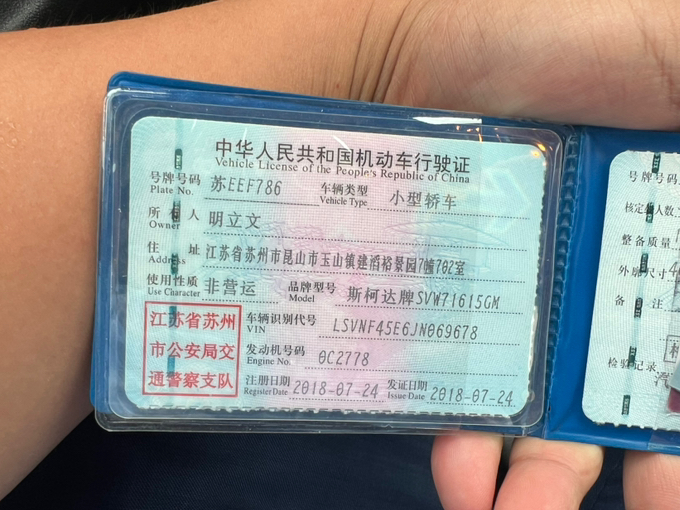 中华人民共和国机动车行驶证
Vehicle License of the People's Republic of China
号牌号码 苏EEF786 车辆类型 小型轿车
Plate No. Vehicle Type
所有人 明立文
Owner
住址 江苏省苏州市昆山市玉山镇建滔裕景园7幢702室
Address
使用性质 非营运 品牌型号 斯柯达牌SVW71615GM
Use Character Model
江苏省苏州
市公安局交
通警察支队
车辆识别代号 LSVNF45E6JN069678
VIN
发动机号码 0C2778
Engine No.
注册日期 2018-07-24 发证日期 2018-07-24
Register Date Issue Date
号牌号
核定
人数
整备质量
外廓尺寸
备注
检验记录